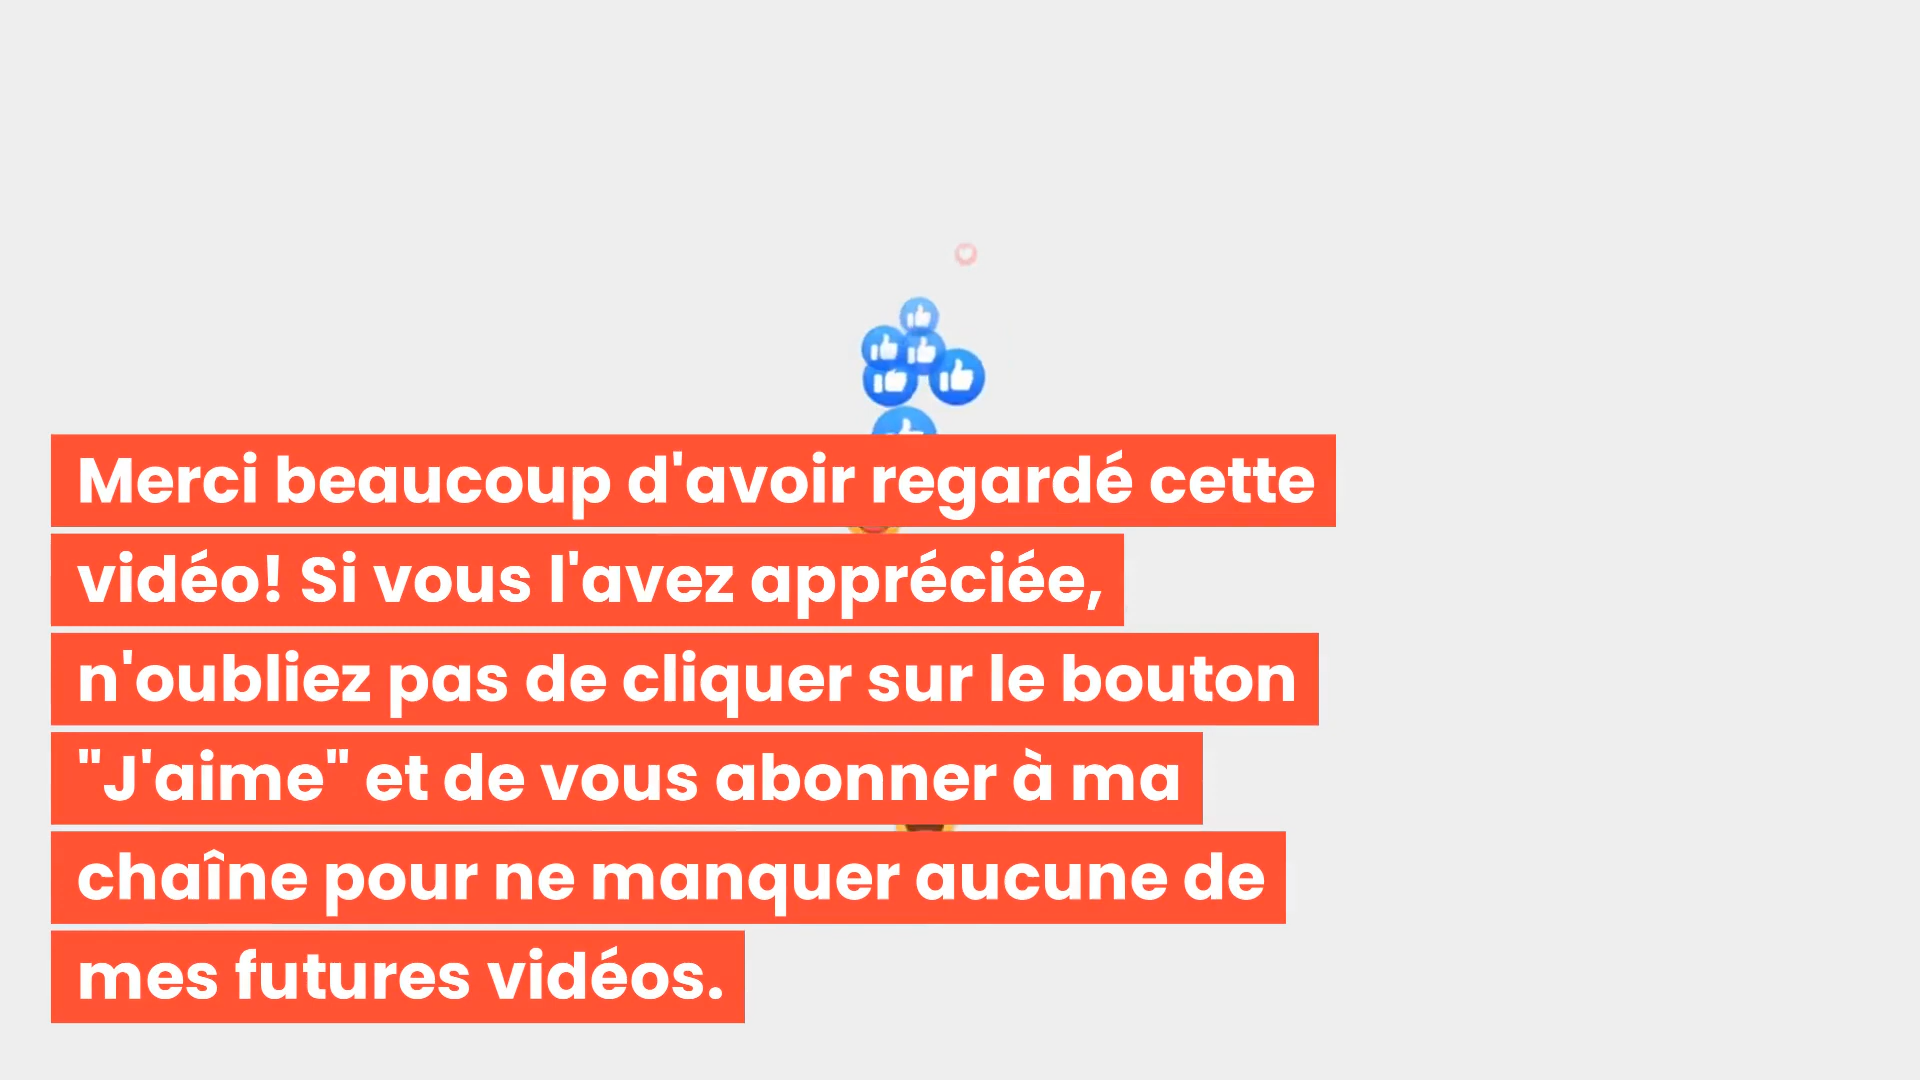 Merci beaucoup d'avoir regardé cette
vidéo! Si vous l'avez appréciée,
n'oubliez pas de cliquer sur le bouton
"J'aime" et de vous abonner à ma
chaîne pour ne manquer aucune de
mes futures vidéos.